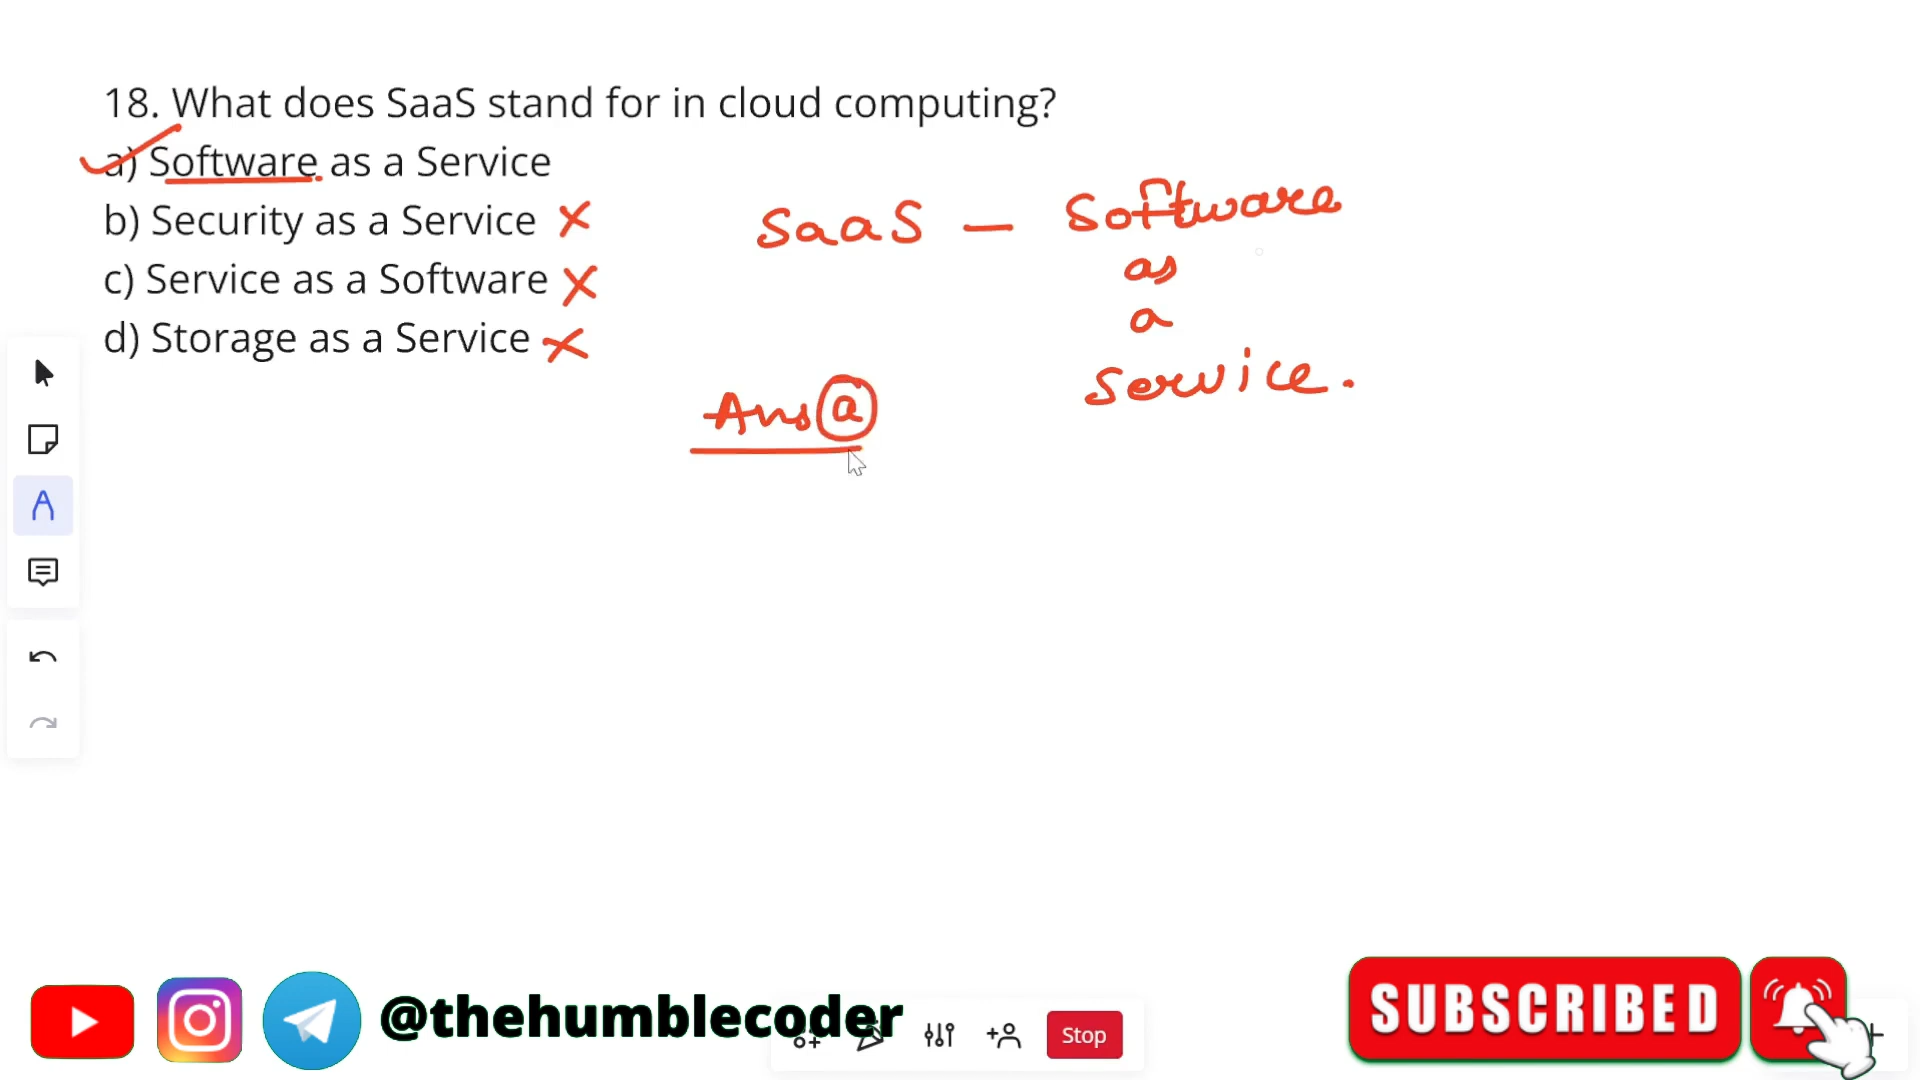 18. What does SaaS stand for in cloud computing?
a) Software as a Service
b) Security as a Service X
c) Service as a Software X
d) Storage as a Service X
SaaS - Software
as
a
Service.
Ans a
@thehumblecoder
Stop
SUBSCRIBED